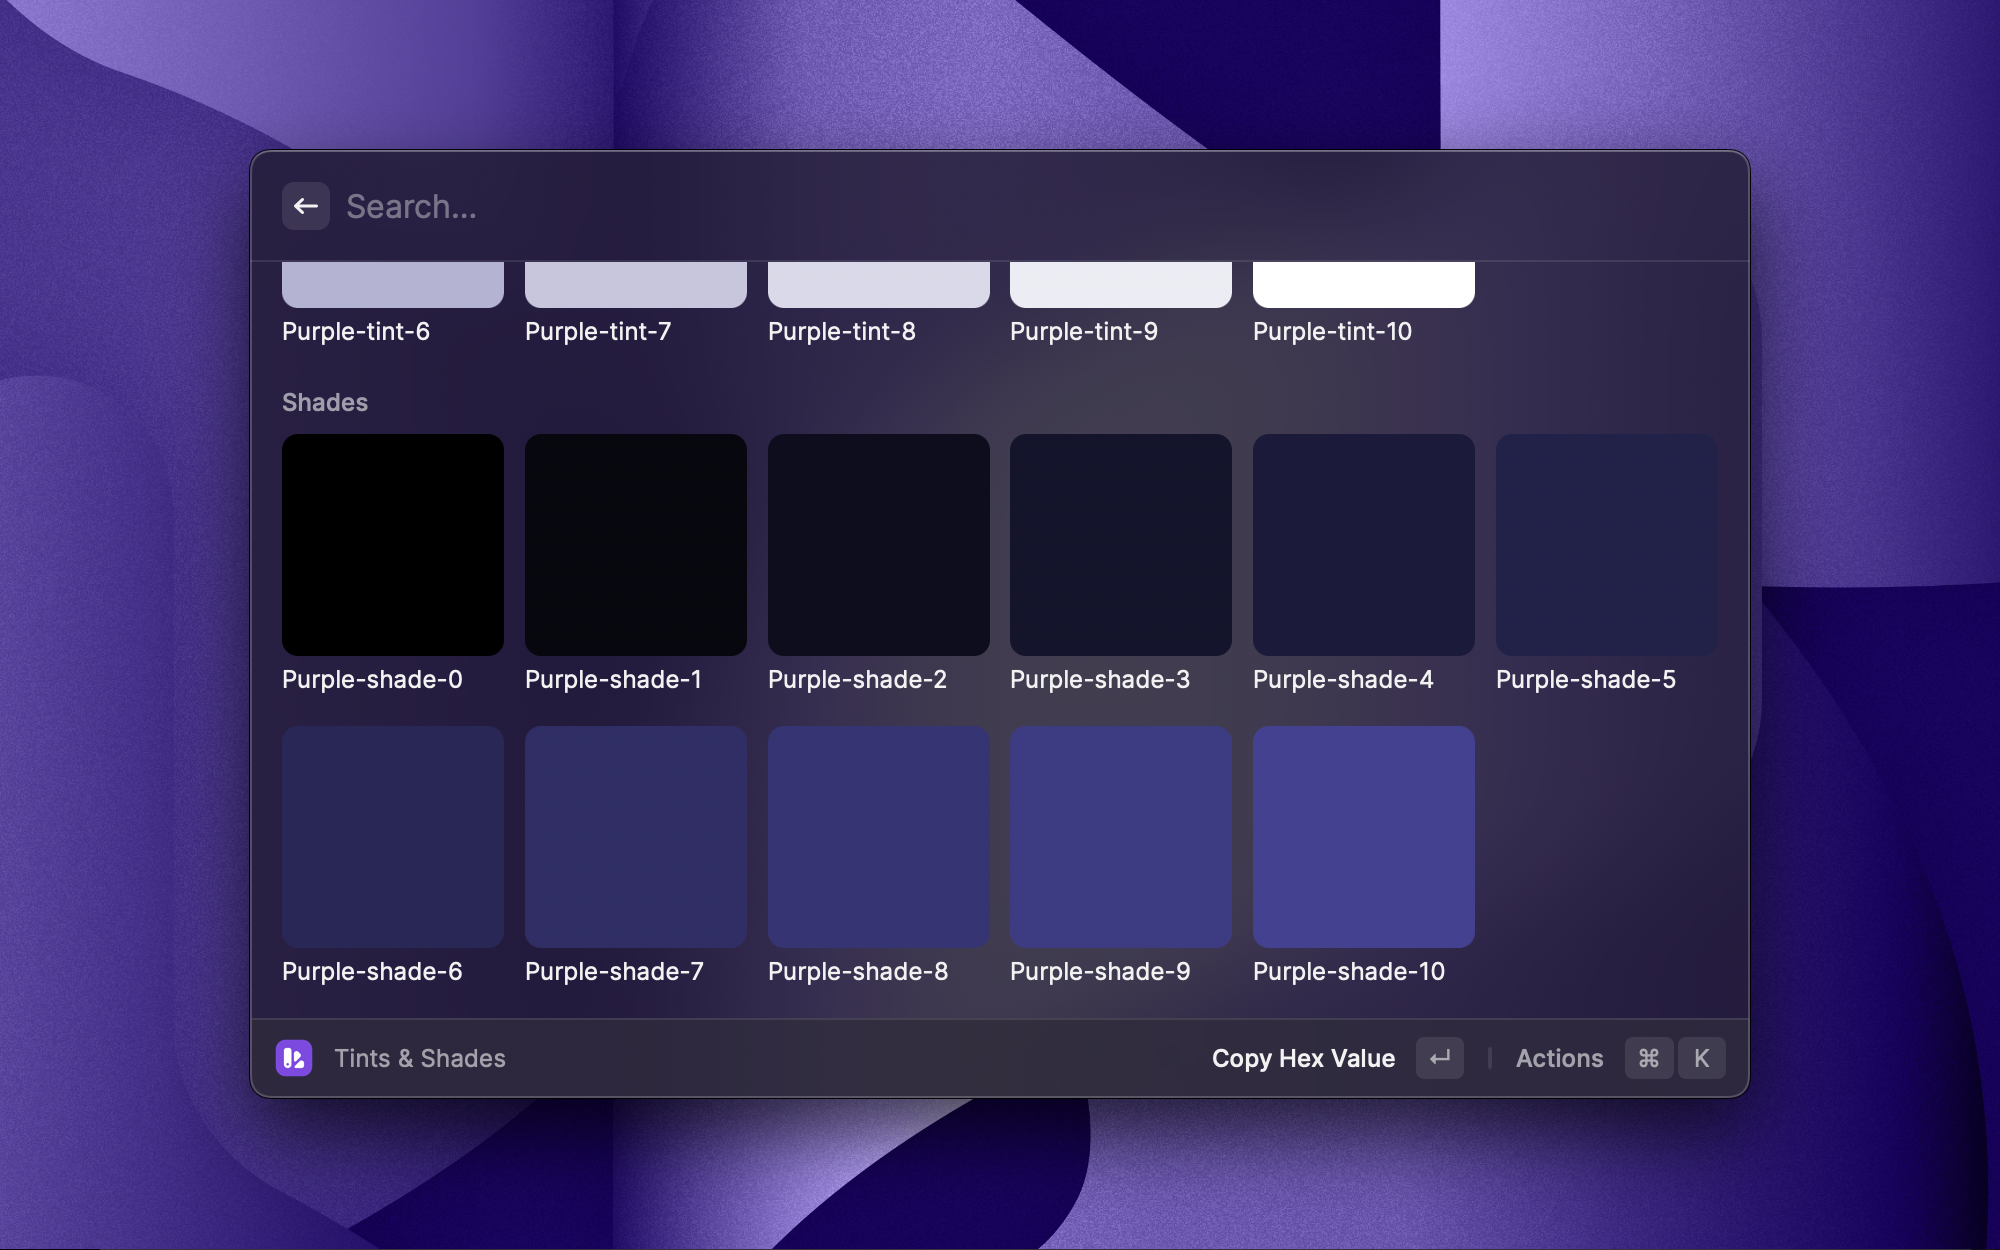 Search...
Purple-tint-6 Purple-tint-7 Purple-tint-8 Purple-tint-9 Purple-tint-10
Shades
Purple-shade-0 Purple-shade-1 Purple-shade-2 Purple-shade-3 Purple-shade-4 Purple-shade-5
Purple-shade-6 Purple-shade-7 Purple-shade-8 Purple-shade-9 Purple-shade-10
Tints & Shades Copy Hex Value ↵ Actions ⌘ K